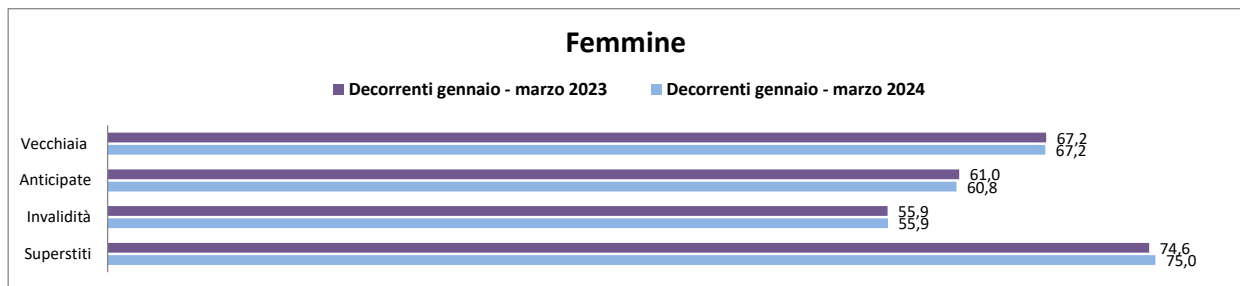 Femmine
Decorrenti gennaio - marzo 2023 Decorrenti gennaio - marzo 2024
Vecchiaia 67,2
67,2
Anticipate 61,0
60,8
Invalidità 55,9
55,9
Superstiti 74,6
75,0